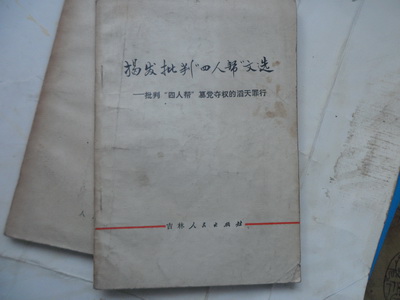 揭发批判“四人帮”文选
——批判“四人帮”篡党夺权的滔天罪行
吉林人民出版社